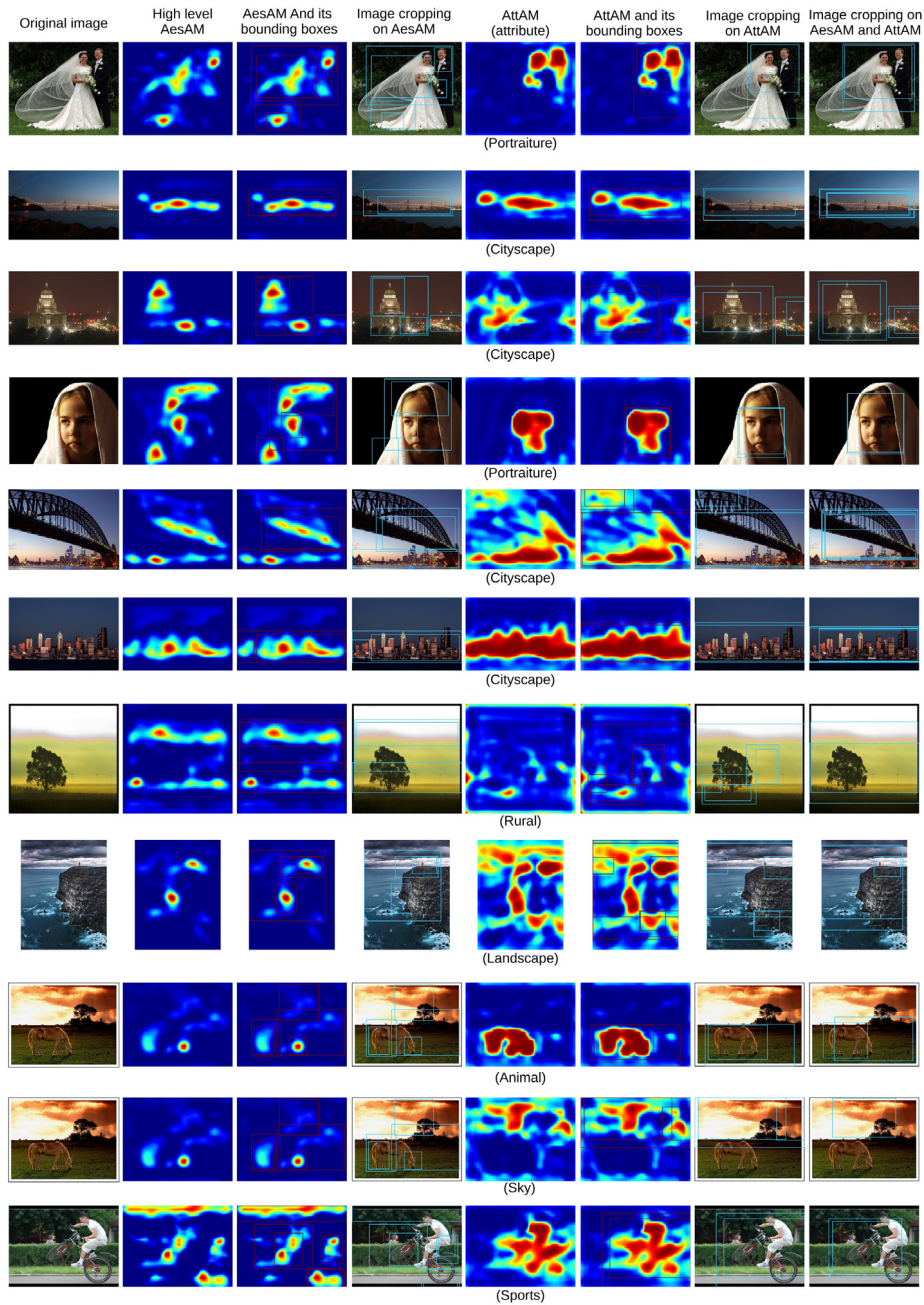 Original image
High level
AesAM
AesAM And its
bounding boxes
Image cropping
on AesAM
AttAM
(attribute)
AttAM and its
bounding boxes
Image cropping
on AttAM
Image cropping on
AesAM and AttAM
(Portraiture)
(Cityscape)
(Cityscape)
(Portraiture)
(Cityscape)
(Cityscape)
(Rural)
(Landscape)
(Animal)
(Sky)
(Sports)